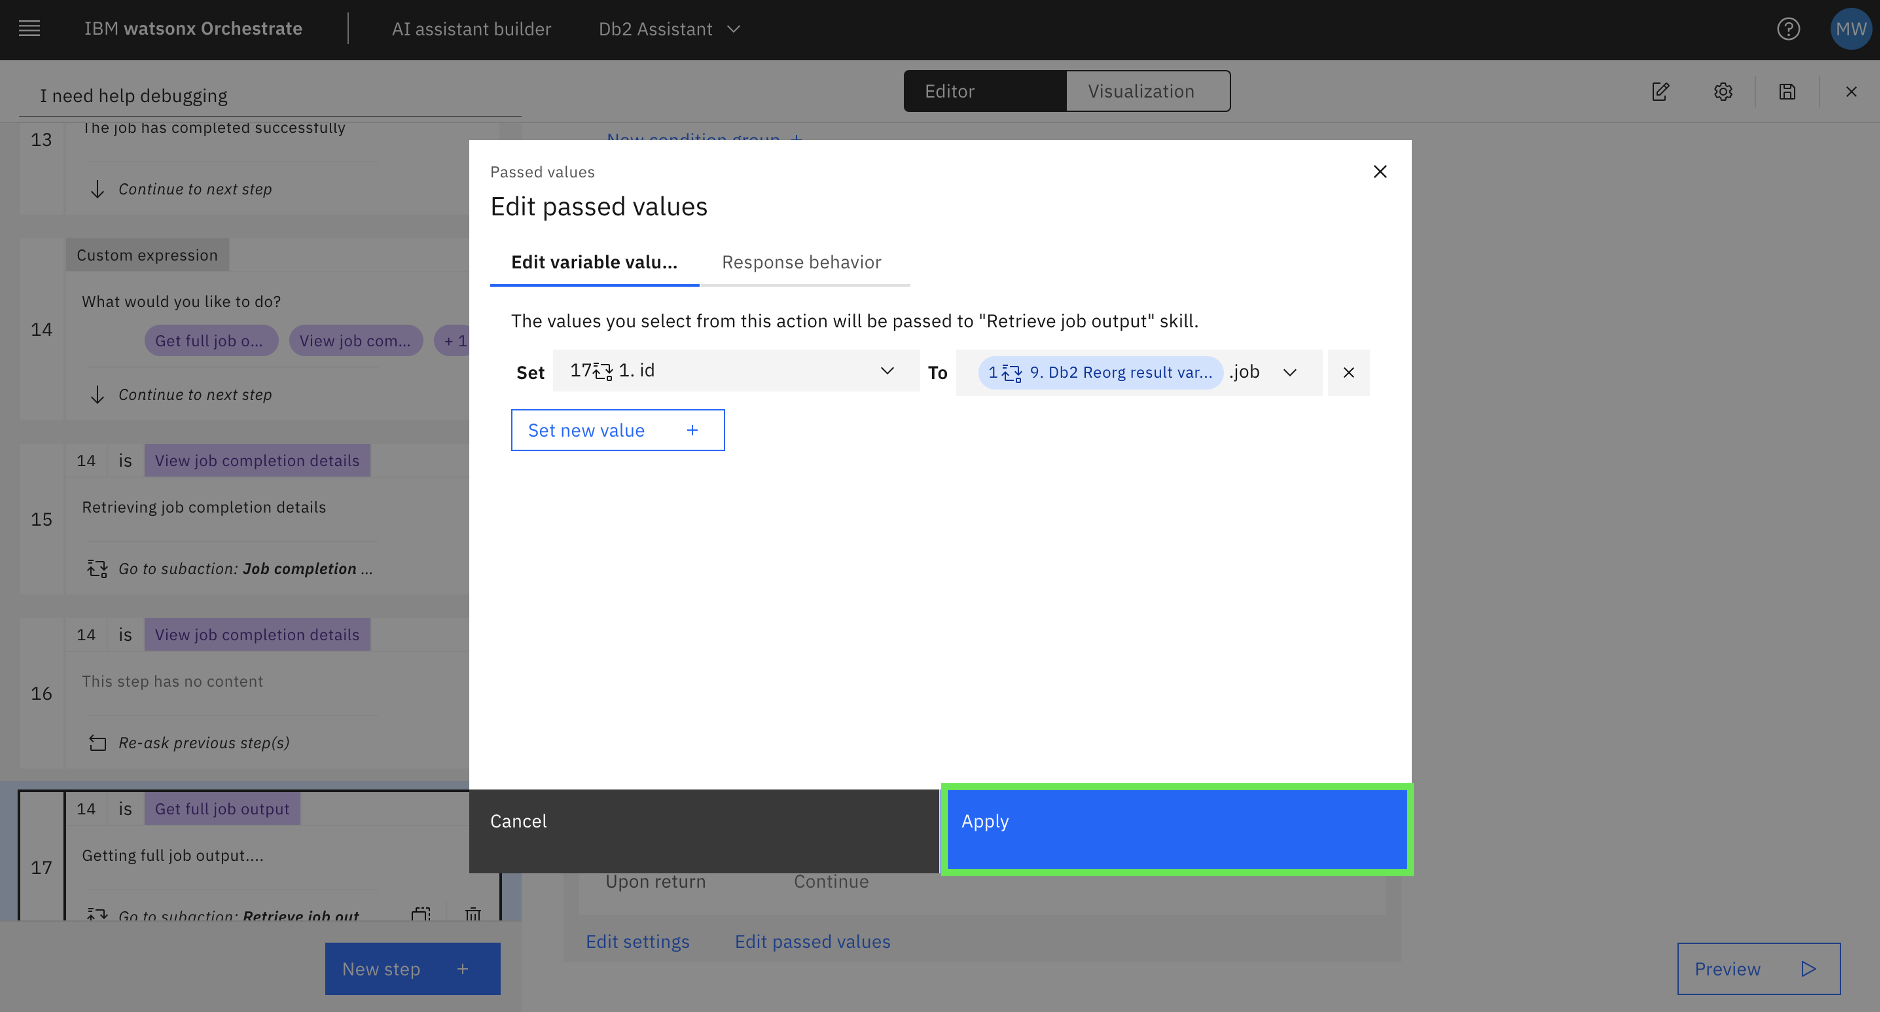 IBM watsonx Orchestrate
AI assistant builder
Db2 Assistant
MW
I need help debugging
Editor
Visualization
New condition group +
13
The job has completed successfully
Continue to next step
Custom expression
14
What would you like to do?
Get full job o...
View job com...
+ 1
Continue to next step
14 is View job completion details
15
Retrieving job completion details
Go to subaction: Job completion ...
14 is View job completion details
16
This step has no content
Re-ask previous step(s)
14 is Get full job output
17
Getting full job output....
Go to subaction: Retrieve job out
New step +
Passed values
Edit passed values
Edit variable valu...
Response behavior
The values you select from this action will be passed to "Retrieve job output" skill.
Set 17 1. id To 1 9. Db2 Reorg result var... .job
Set new value +
Cancel
Apply
Upon return Continue
Edit settings
Edit passed values
Preview